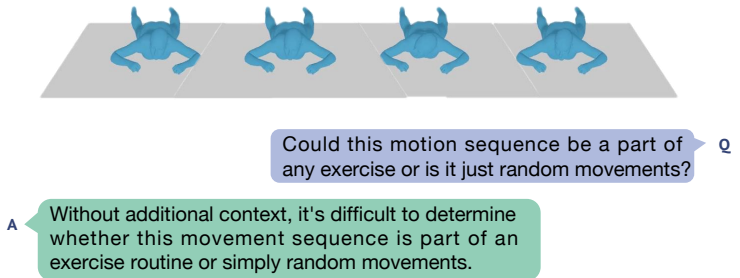 Could this motion sequence be a part of
any exercise or is it just random movements?
Q
A
Without additional context, it's difficult to determine
whether this movement sequence is part of an
exercise routine or simply random movements.